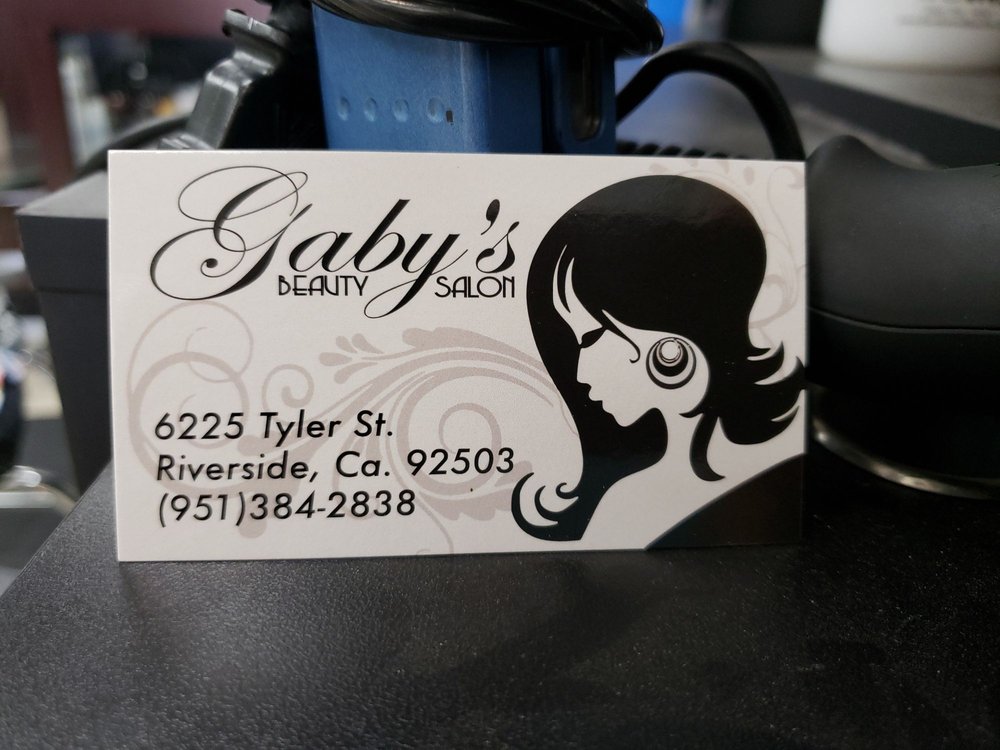 Gaby's
BEAUTY SALON
6225 Tyler St.
Riverside, Ca. 92503
(951)384-2838